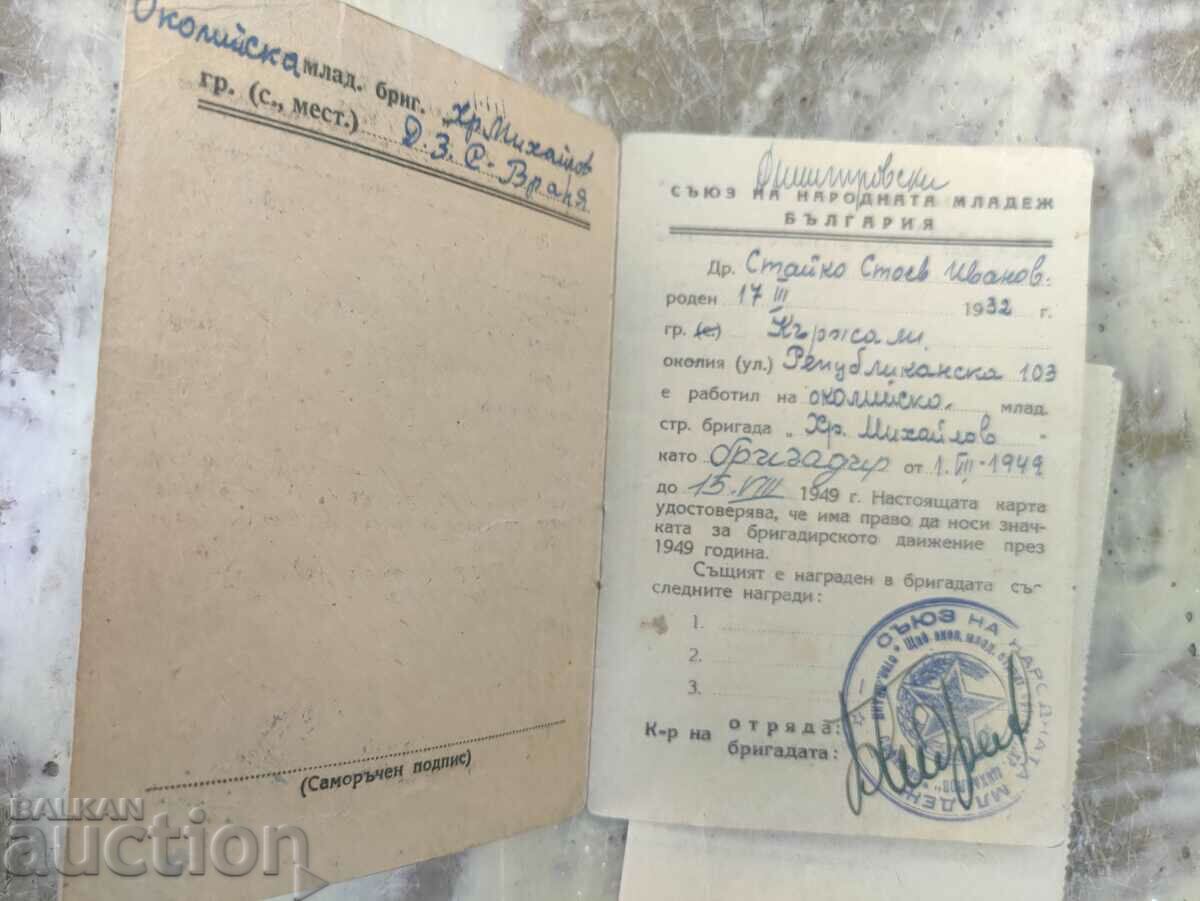 Околийска млад. бриг. „Хр Михайлов
гр. (с., мест.) Д. З. С. Враня
(Саморъчен подпис)
Димитровски
СЪЮЗ НА НАРОДНАТА МЛАДЕЖ
БЪЛГАРИЯ
Др. Стайко Стоев Иванов.
роден 17 III 1932 г.
гр. (с.) Кържали,
околия (ул.) Републиканска 103
е работил на околийско, млад.
стр. бригада „Хр. Михайлов
като бригадир от 1.VII-1949
до 15.VIII 1949 г. Настоящата карта
удостоверява, че има право да носи знач-
ката за бригадирското движение през
1949 година.
Същият е награден в бригадата със
следните награди:
1.
2.
3.
К-р на отряда:
бригадата:
СЪЮЗ НА НАРОДНАТА МЛАДЕЖ
Щаб окол. млад.
BALKAN
auction